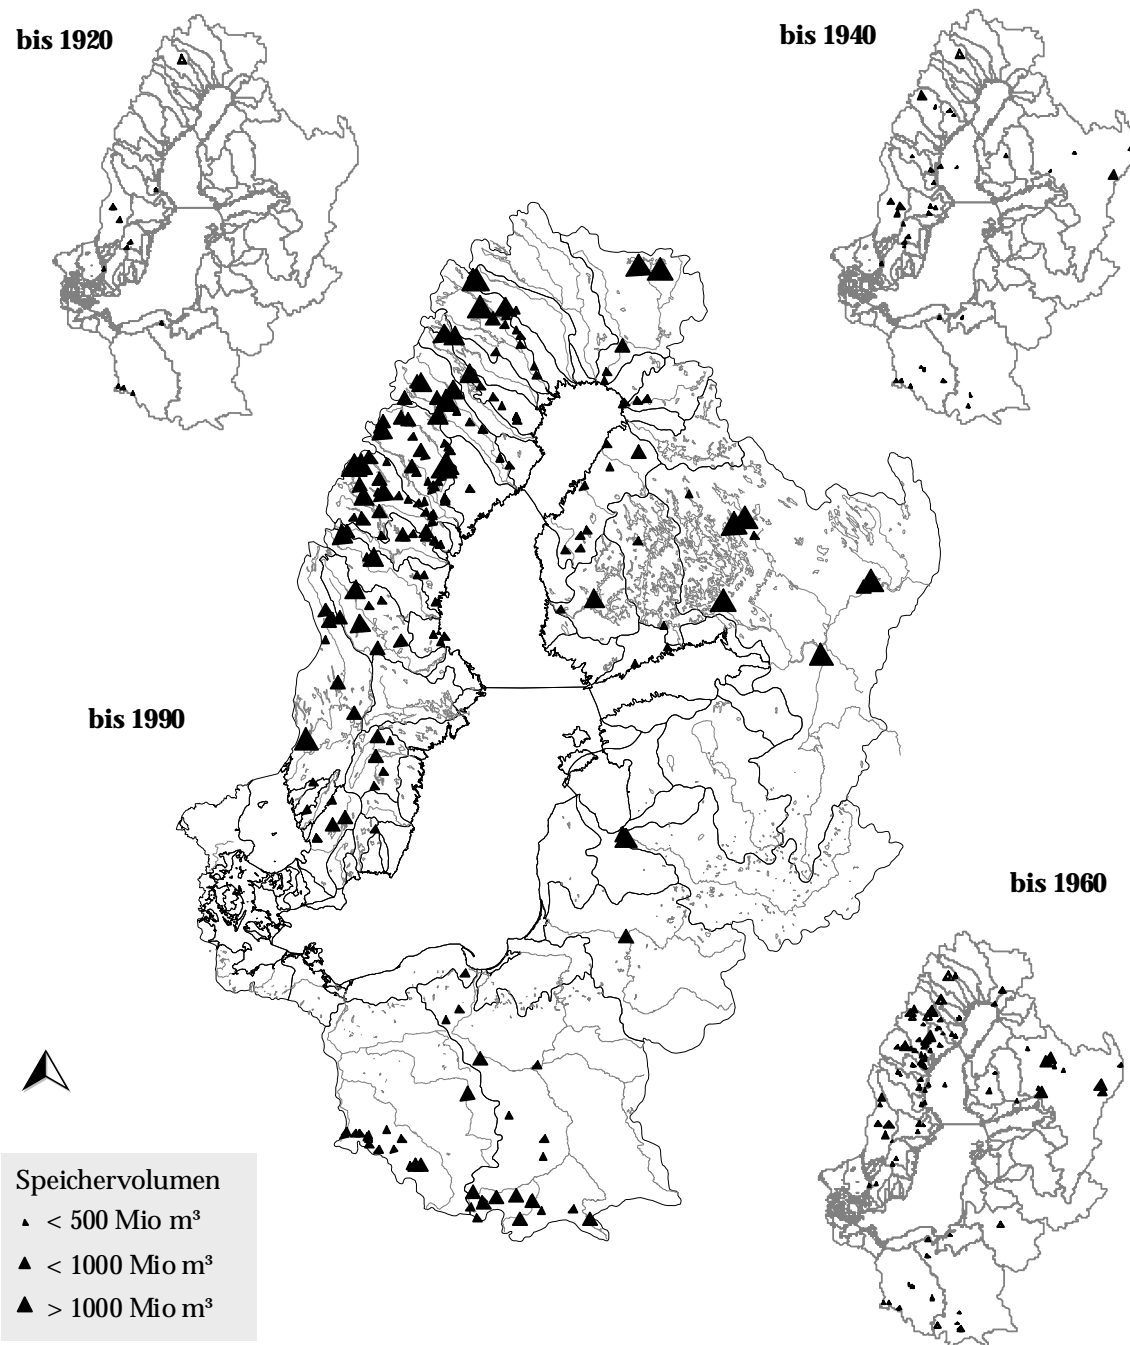 bis 1920
bis 1940
bis 1990
bis 1960
Speichervolumen
< 500 Mio m³
< 1000 Mio m³
> 1000 Mio m³